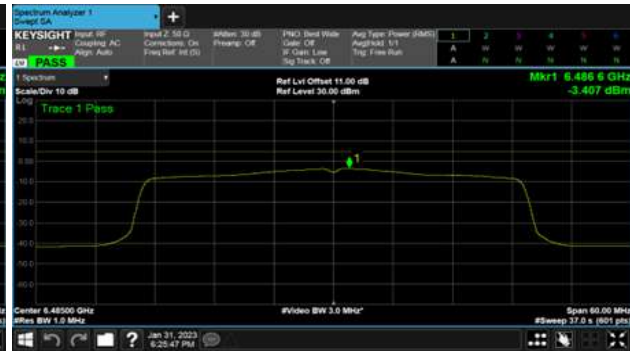 Spectrum Analyzer 1
Swept SA
+
KEYSIGHT Input: RF Input Z: 50 Ω #Atten: 30 dB PNO: Best Wide Avg Type: Power (RMS) 1 2 3 4 5 6
RL Coupling: AC Corrections: On Preamp: Off Gate: Off Avg|Hold: 1/1 A W W W W W
Align: Auto Freq Ref: Int (S) IF Gain: Low Trig: Free Run
PASS Sig Track: Off A N N N N N
1 Spectrum Ref Lvl Offset 11.00 dB Mkr1 6.486 6 GHz
Scale/Div 10 dB Ref Level 30.00 dBm -3.407 dBm
Log
Trace 1 Pass
20.0
10.0
0.00
1
-10.0
-20.0
-30.0
-40.0
-50.0
-60.0
Center 6.48500 GHz #Video BW 3.0 MHz* Span 60.00 MHz
#Res BW 1.0 MHz #Sweep 37.0 s (601 pts)
? Jan 31, 2023
6:25:47 PM